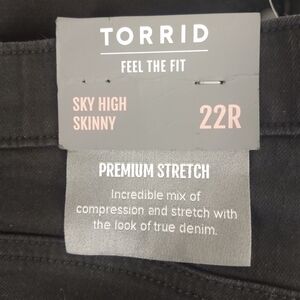 TORRID
FEEL THE FIT
SKY HIGH
SKINNY
22R
PREMIUM STRETCH
Incredible mix of
compression and stretch with
the look of true denim.